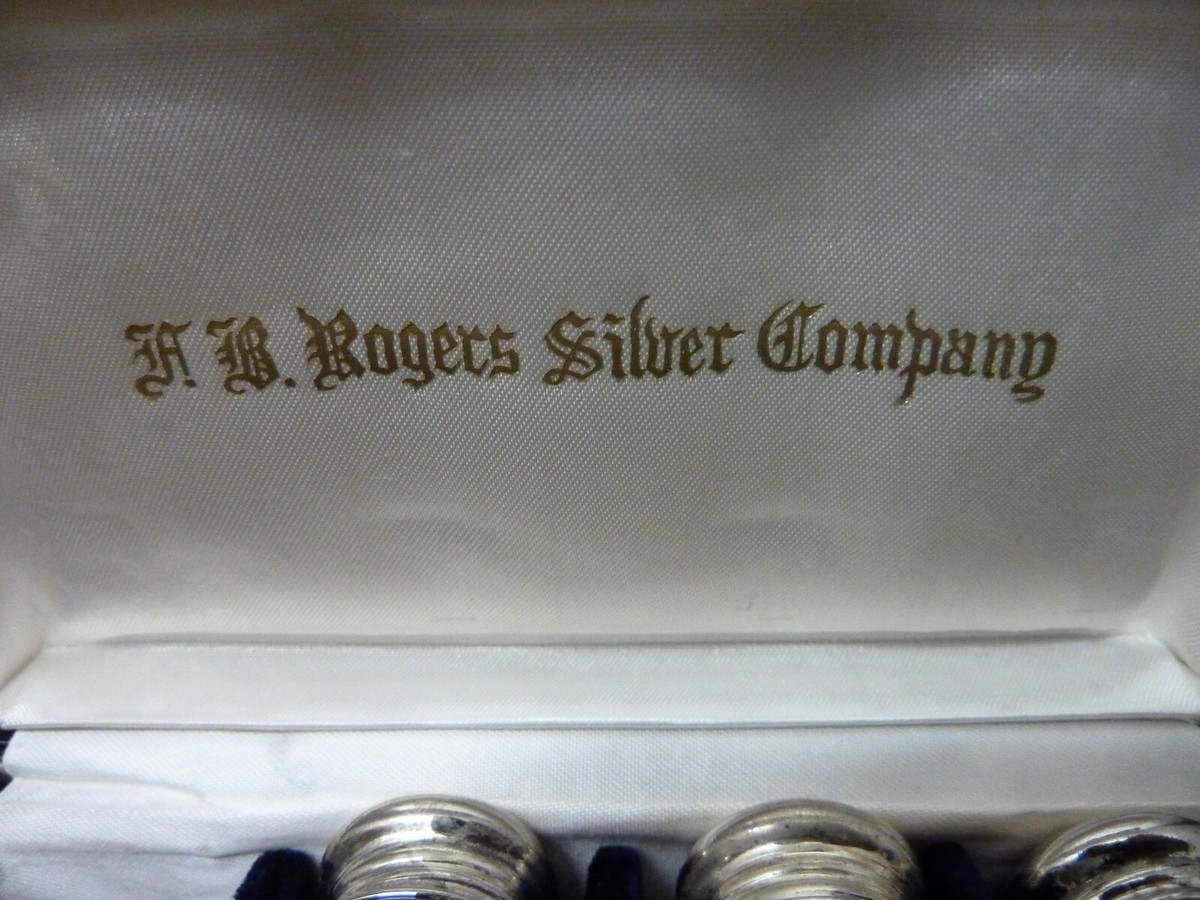 F. B. Rogers Silver Company